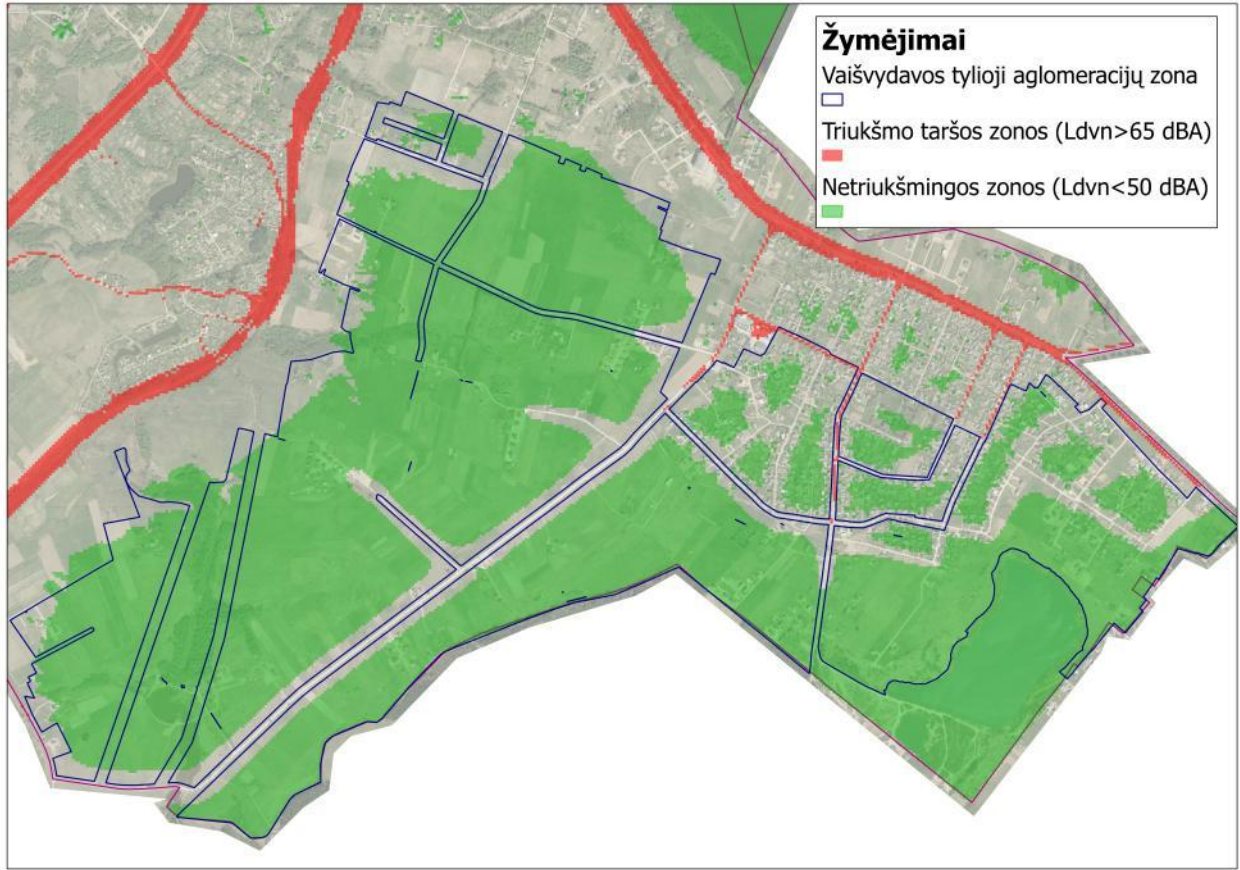 Žymėjimai
Vaišvydavos tylioji aglomeracijų zona
Triukšmo taršos zonos (Ldvn>65 dBA)
Netriukšmingos zonos (Ldvn<50 dBA)